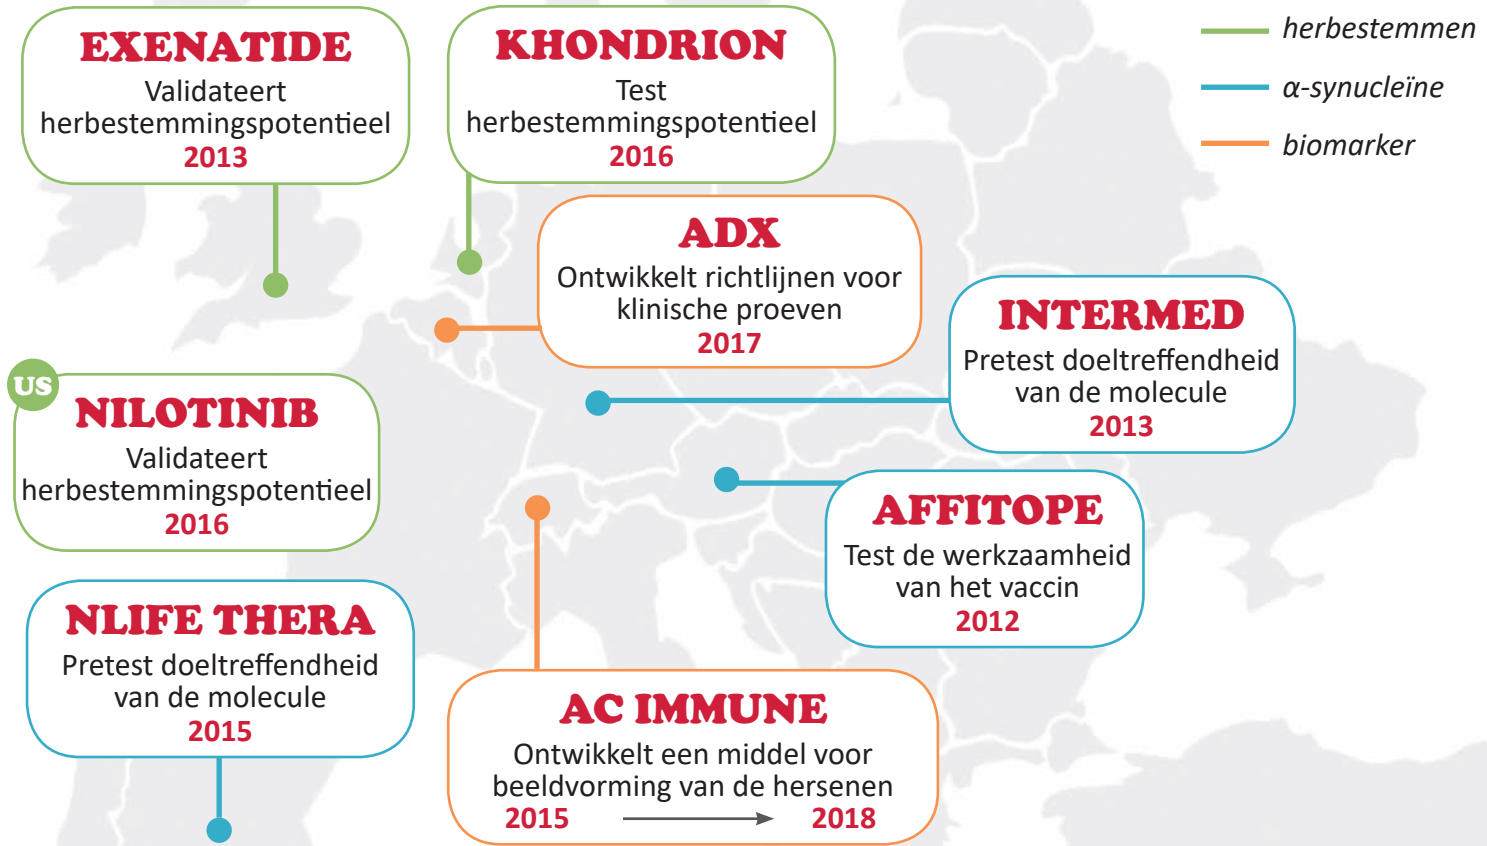 EXENATIDE
Validateert
herbestemmingspotentieel
2013
KHONDRION
Test
herbestemmingspotentieel
2016
herbestemmen
α-synucleïne
biomarker
ADX
Ontwikkelt richtlijnen voor
klinische proeven
2017
INTERMED
Pretest doeltreffendheid
van de molecule
2013
US
NILOTINIB
Validateert
herbestemmingspotentieel
2016
AFFITOPE
Test de werkzaamheid
van het vaccin
2012
NLIFE THERA
Pretest doeltreffendheid
van de molecule
2015
AC IMMUNE
Ontwikkelt een middel voor
beeldvorming van de hersenen
2015 → 2018